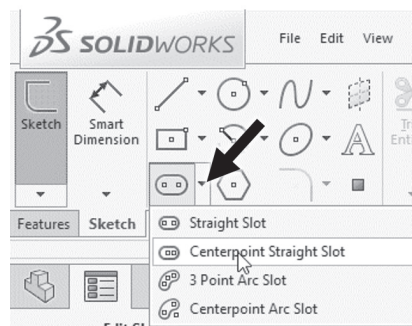 SOLIDWORKS
File Edit View
Sketch
Smart
Dimension
Features Sketch
Straight Slot
Centerpoint Straight Slot
3 Point Arc Slot
Centerpoint Arc Slot